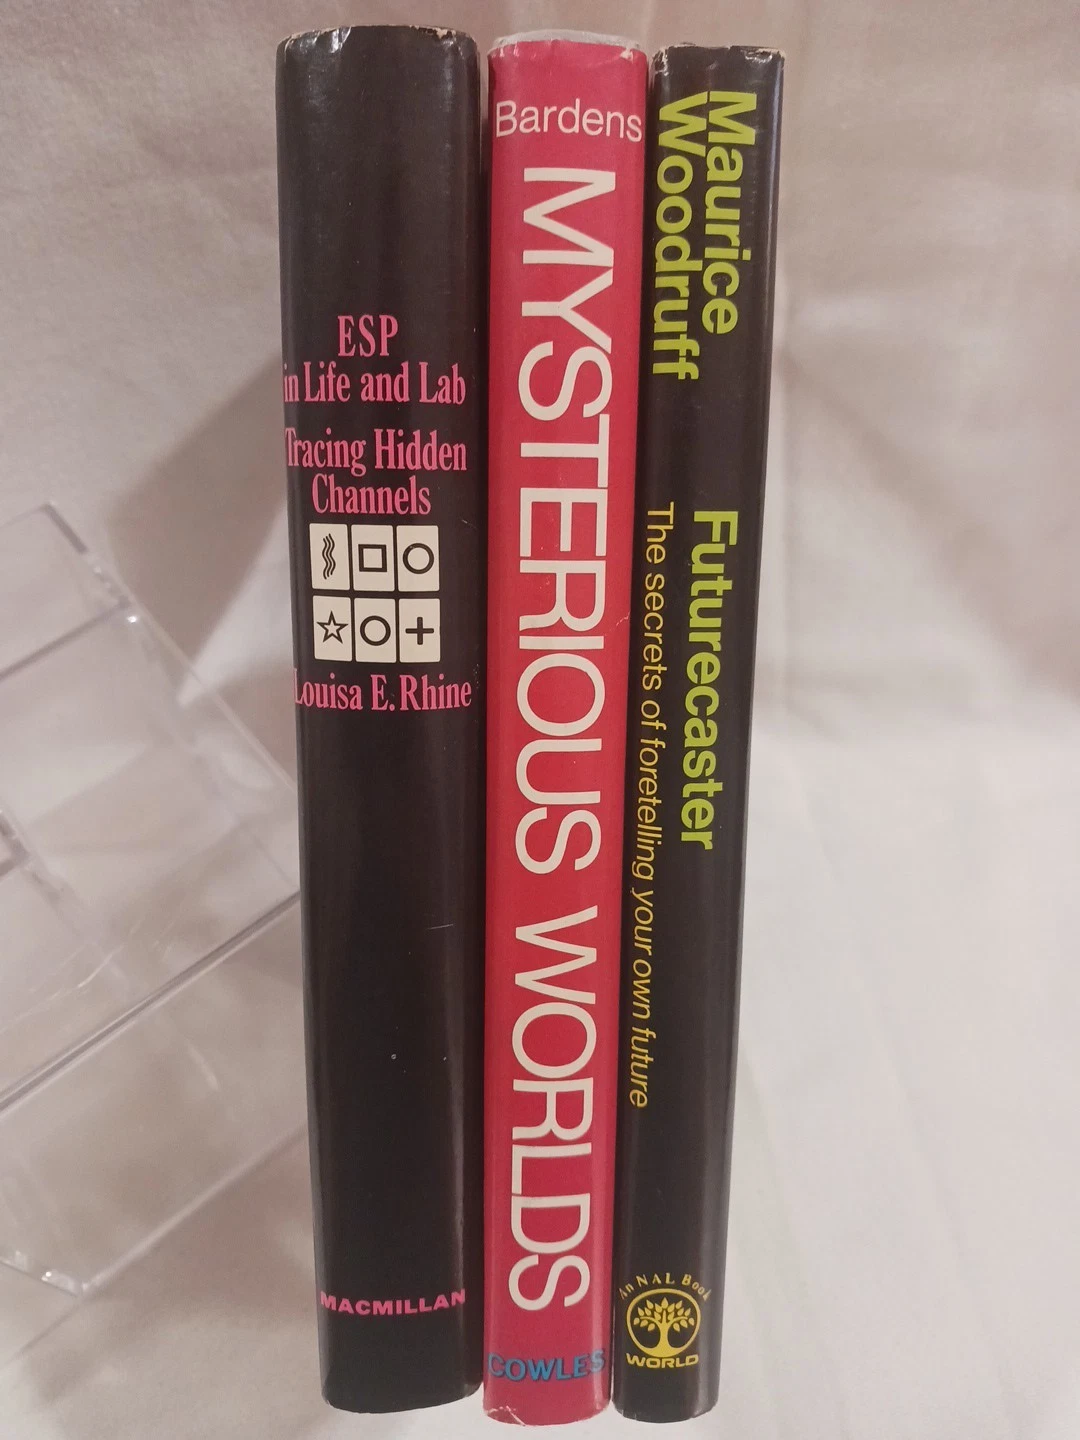 ESP
in Life and Lab
Tracing Hidden
Channels
Louisa E. Rhine
MACMILLAN
Bardens
MYSTERIOUS WORLDS
COWLES
Maurice
Woodruff
Futurecaster
The secrets of foretelling your own future
An NAL Book
WORLD